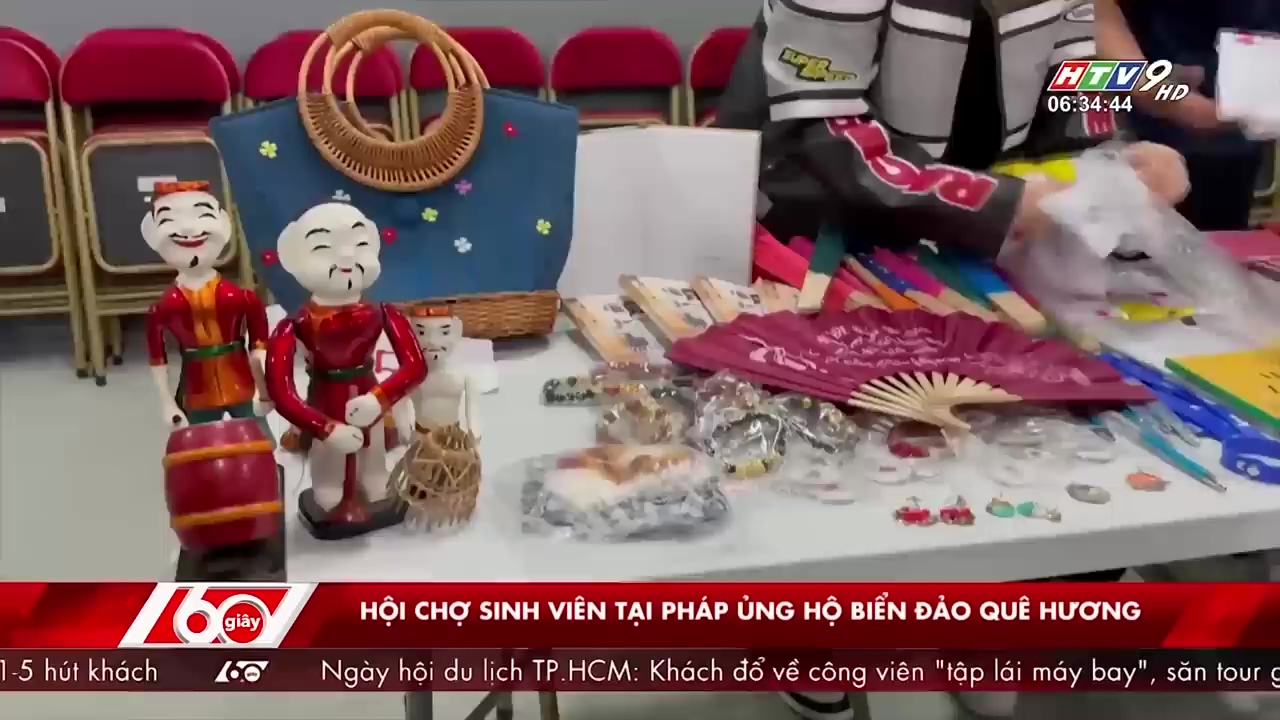 HTV9 HD
06:34:44
60 giây
HỘI CHỢ SINH VIÊN TẠI PHÁP ỦNG HỘ BIỂN ĐẢO QUÊ HƯƠNG
1-5 hút khách 60 giây Ngày hội du lịch TP.HCM: Khách đổ về công viên "tập lái máy bay", săn tour g